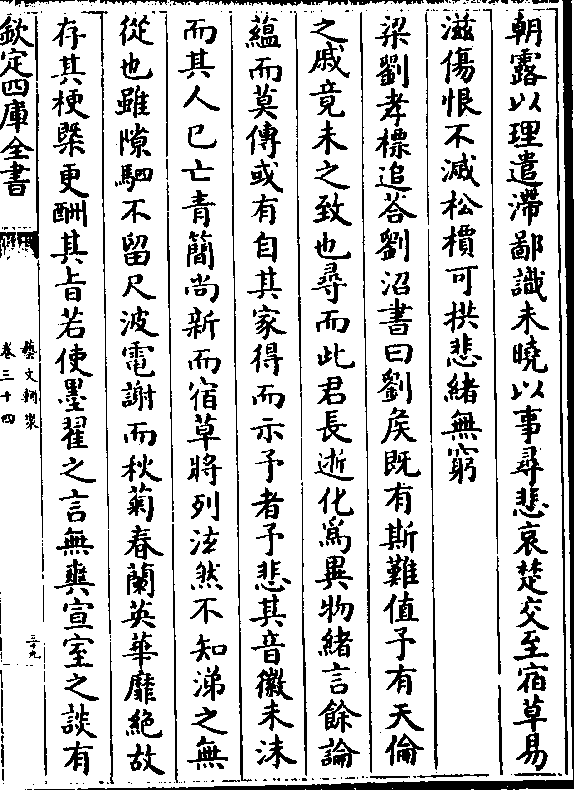 朝露以理遣滯鄙識未曉以事尋悲哀楚交至宿草易
滋傷恨不滅松檟可拱悲緒無窮
梁劉孝標追荅劉沼書曰劉侯既有斯難值予有天倫
之戚竟未之致也尋而此君長逝化爲異物緒言餘論
蘊而莫傳或有自其家得而示予者予悲其音徽未沬
而其人已亡青簡尚新而宿草將列泫然不知涕之無
從也雖隙駟不留尺波電謝而秋菊春蘭英華靡絕故
存其梗槩更酬其旨若使墨翟之言無爽宣室之談有
欽定四庫全書
藝文類聚
卷三十四
三十九